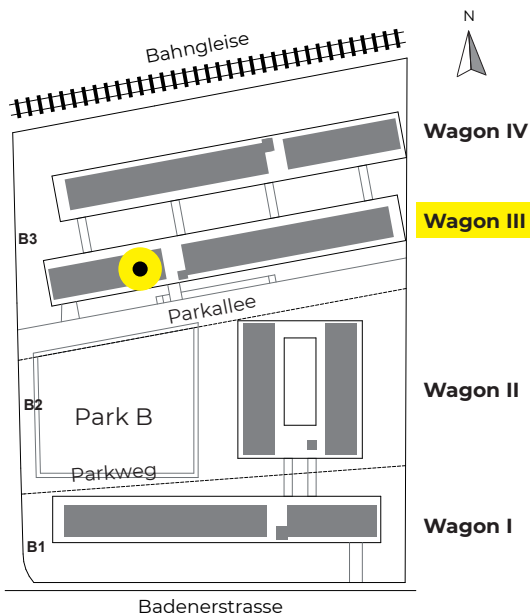 N
Bahngleise
Wagon IV
Wagon III
B3
Parkallee
Wagon II
B2
Park B
Parkweg
Wagon I
B1
Badenerstrasse